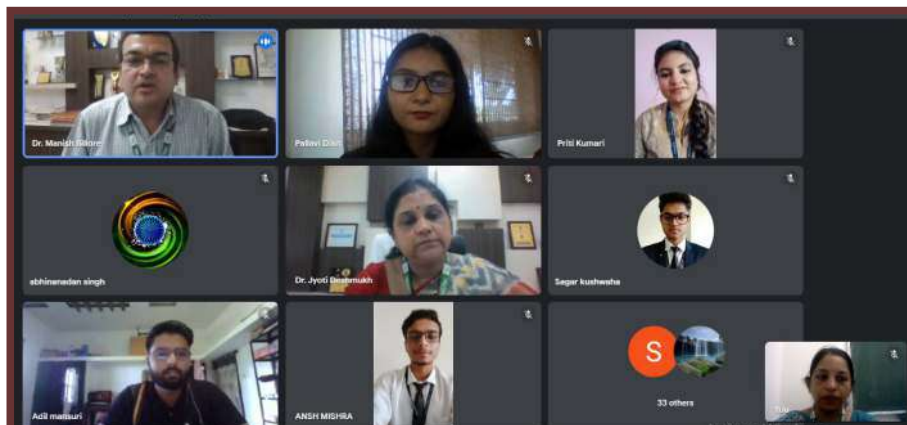 Dr. Manish Sitlore
Pallavi Dixit
Priti Kumari
abhinanadan singh
Dr. Jyoti Deshmukh
Sagar kushwaha
Adil mansuri
ANSH MISHRA
S
33 others